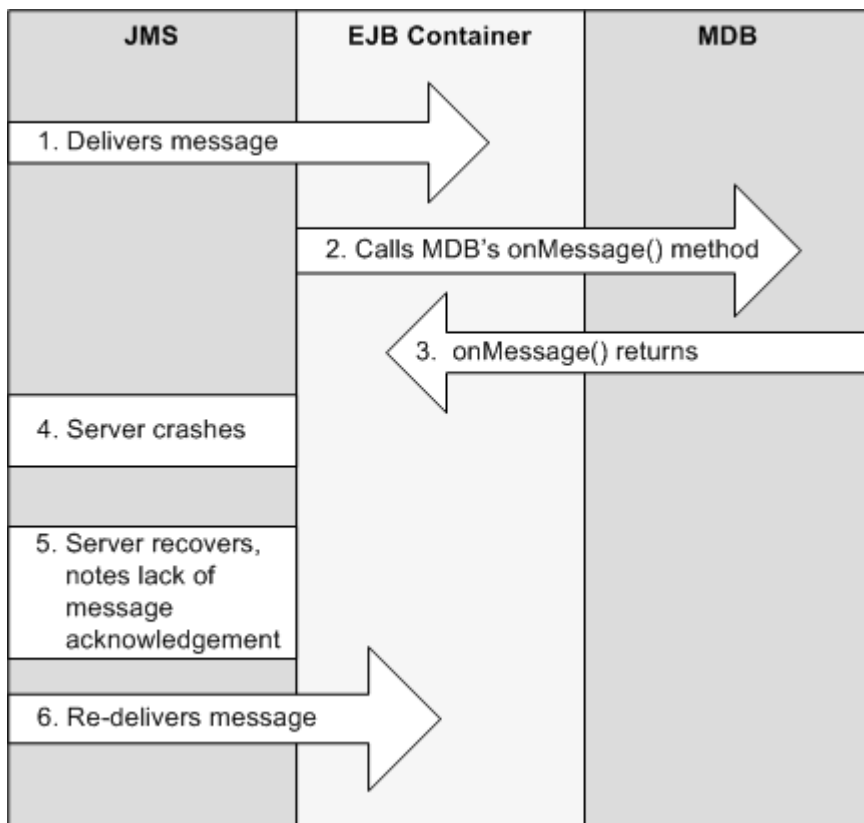 JMS
EJB Container
MDB
1. Delivers message
2. Calls MDB's onMessage() method
3. onMessage() returns
4. Server crashes
5. Server recovers,
notes lack of
message
acknowledgement
6. Re-delivers message